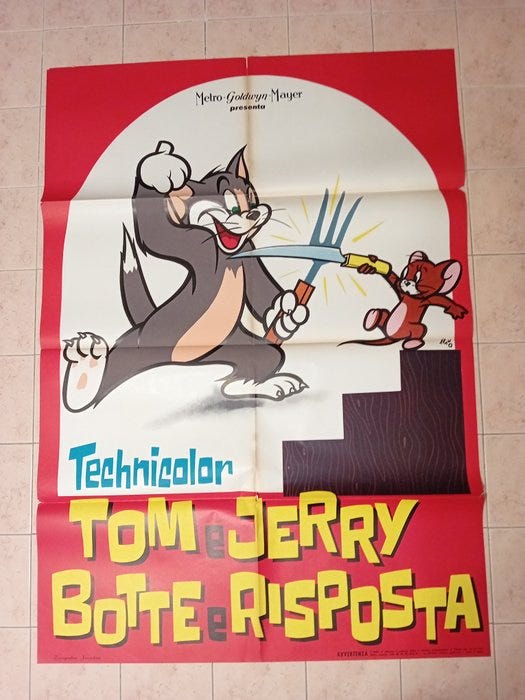 Metro-Goldwyn-Mayer
presenta
Technicolor
TOM e JERRY
BOTTE e RISPOSTA
AVVERTENZA